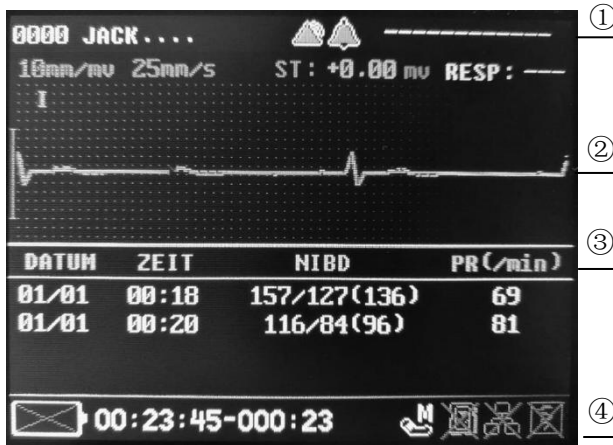 0000 JACK.... -------------- ①
10mm/mv 25mm/s ST: +0.00 mv RESP: ---
I
②
③
DATUM ZEIT NIBD PR(/min)
01/01 00:18 157/127(136) 69
01/01 00:20 116/84(96) 81
00:23:45-000:23 M ④